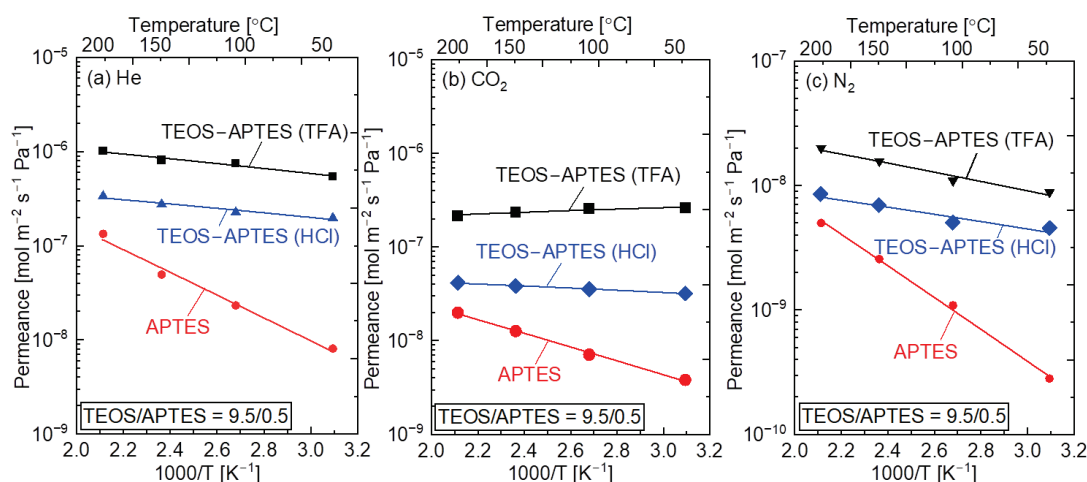 Temperature [°C]
200 150 100 50
(a) He
TEOS–APTES (TFA)
TEOS–APTES (HCl)
APTES
TEOS/APTES = 9.5/0.5
Permeance [mol m⁻² s⁻¹ Pa⁻¹]
10⁻⁵
10⁻⁶
10⁻⁷
10⁻⁸
10⁻⁹
2.0 2.2 2.4 2.6 2.8 3.0 3.2
1000/T [K⁻¹]
Temperature [°C]
200 150 100 50
(b) CO₂
TEOS–APTES (TFA)
TEOS–APTES (HCl)
APTES
TEOS/APTES = 9.5/0.5
Permeance [mol m⁻² s⁻¹ Pa⁻¹]
10⁻⁵
10⁻⁶
10⁻⁷
10⁻⁸
10⁻⁹
2.0 2.2 2.4 2.6 2.8 3.0 3.2
1000/T [K⁻¹]
Temperature [°C]
200 150 100 50
(c) N₂
TEOS–APTES (TFA)
TEOS–APTES (HCl)
APTES
TEOS/APTES = 9.5/0.5
Permeance [mol m⁻² s⁻¹ Pa⁻¹]
10⁻⁷
10⁻⁸
10⁻⁹
10⁻¹⁰
2.0 2.2 2.4 2.6 2.8 3.0 3.2
1000/T [K⁻¹]